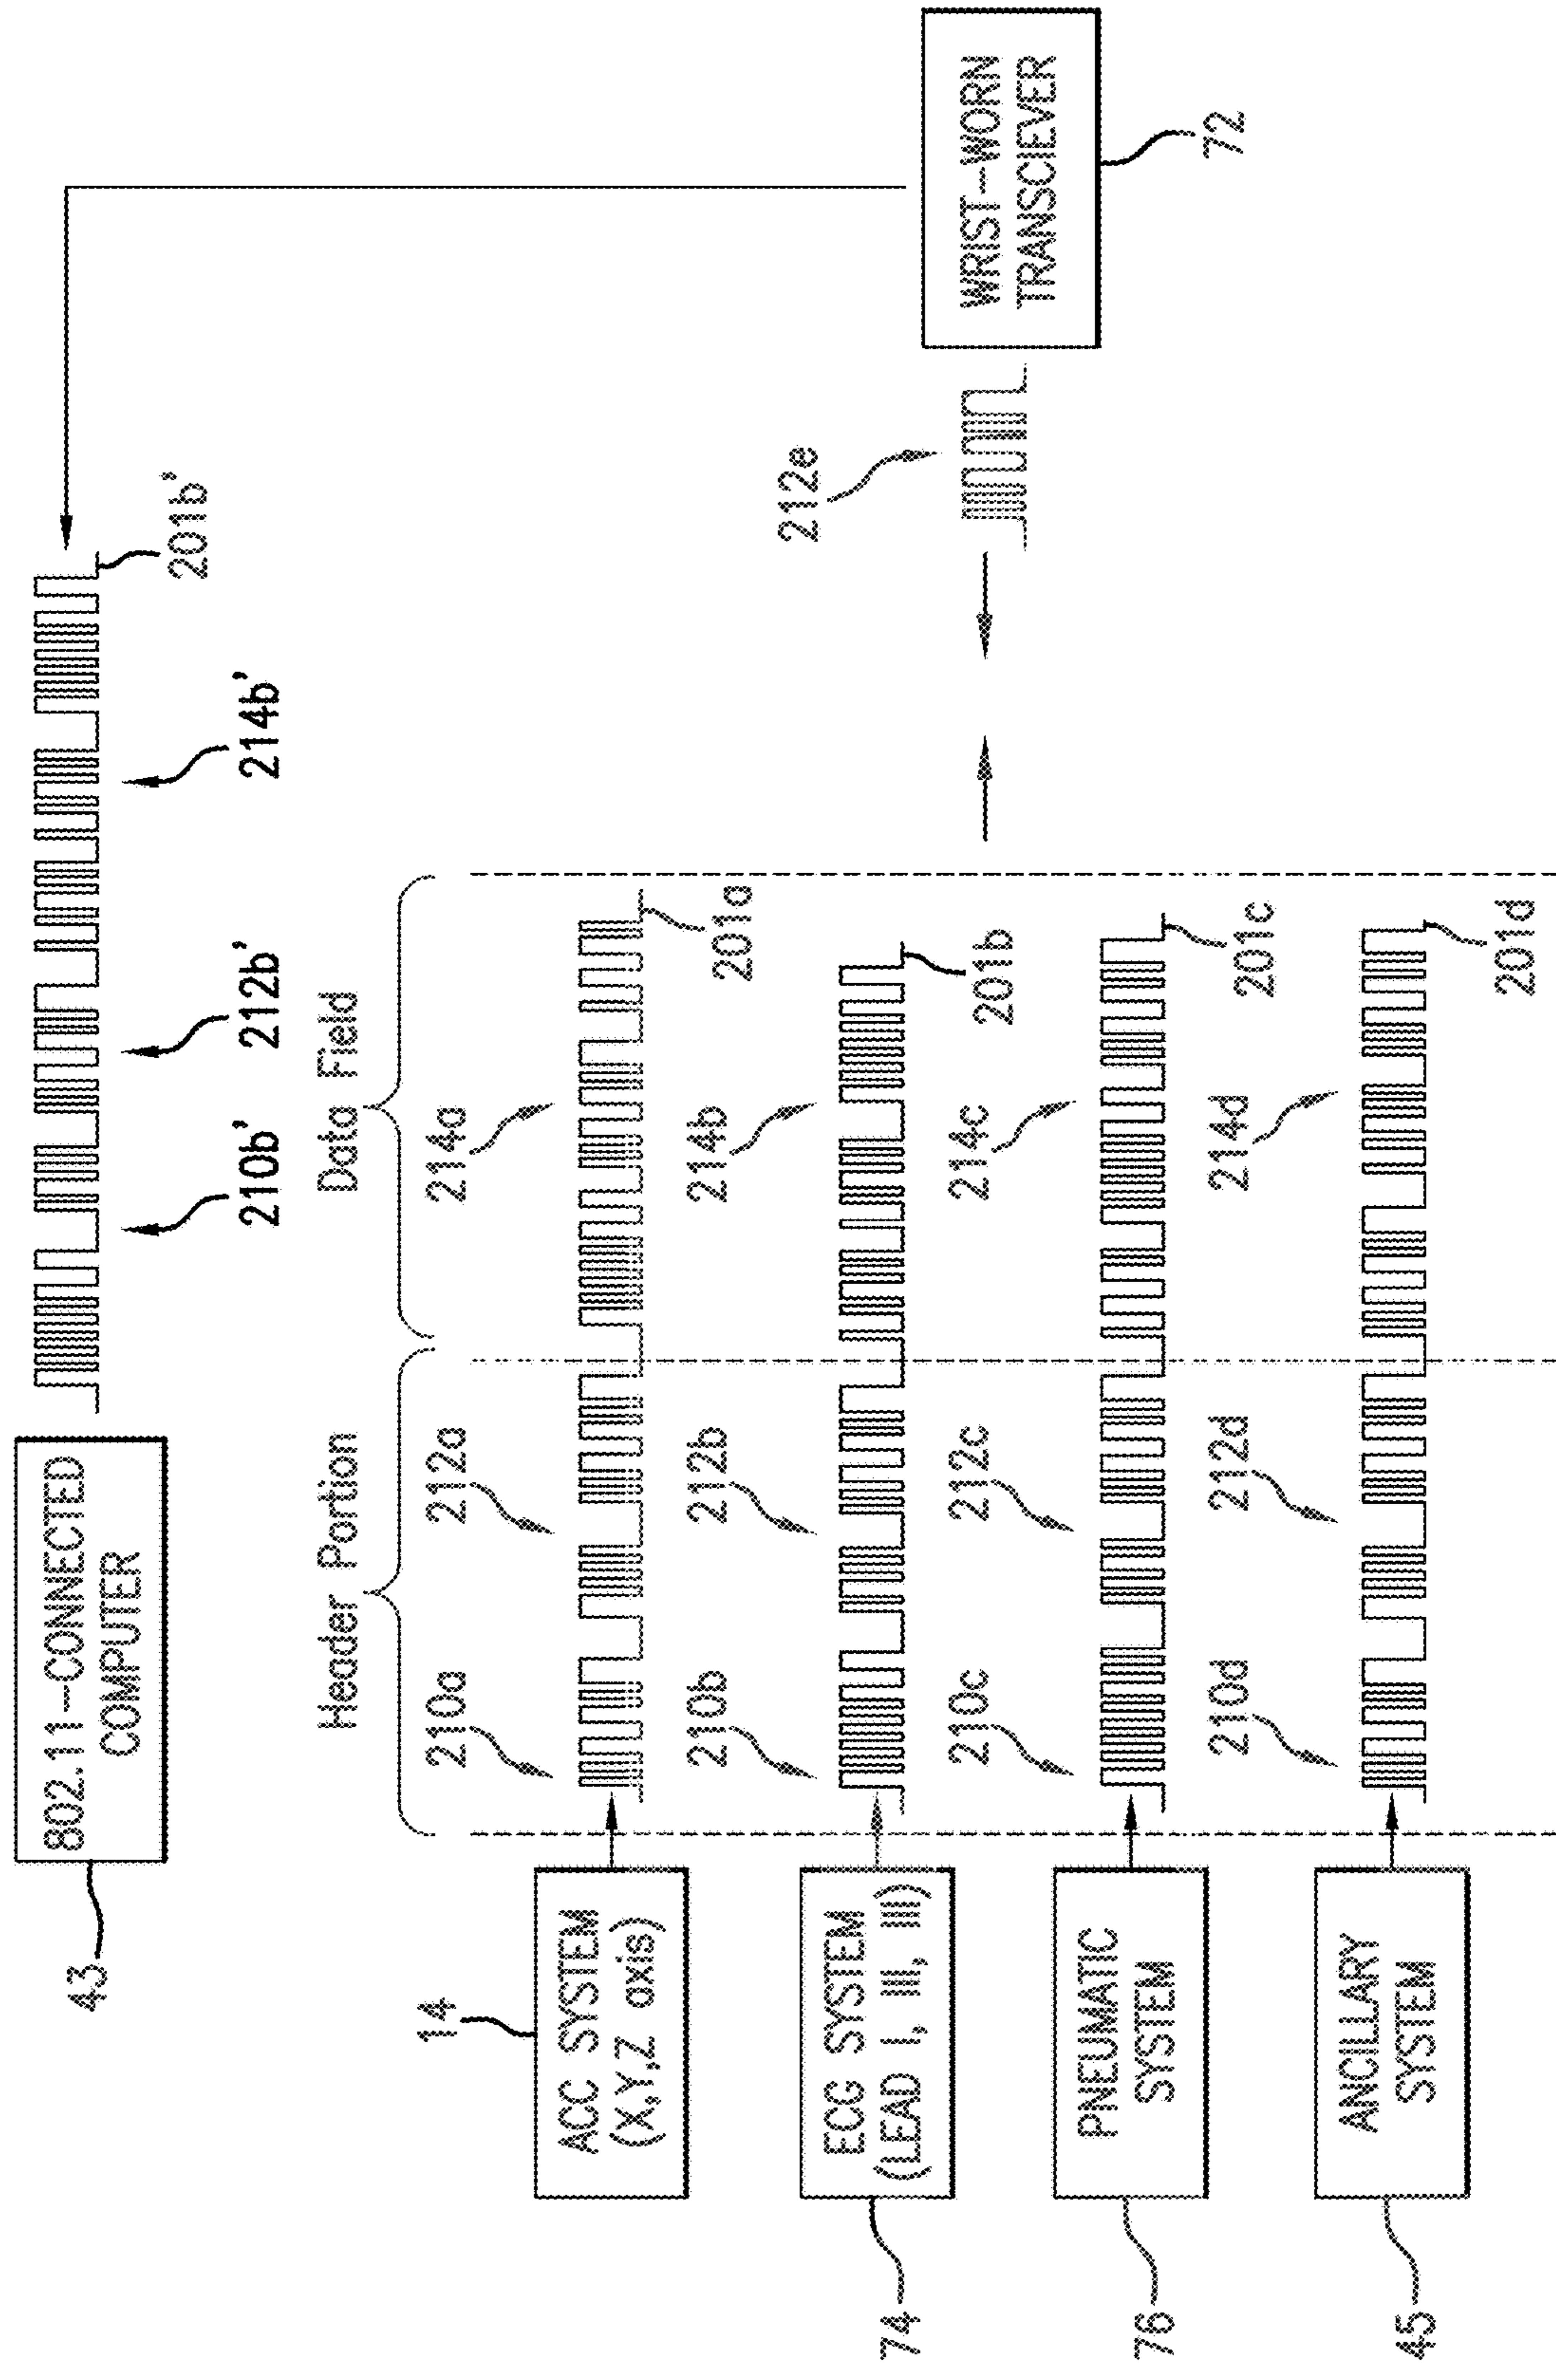 802.11-CONNECTED
COMPUTER
43
210b'
212b'
214b'
201b'
Header Portion
Data Field
14
ACC SYSTEM
(X,Y,Z axis)
210a
212a
214a
201a
74
ECG SYSTEM
(LEAD I, III, III)
210b
212b
214b
201b
76
PNEUMATIC
SYSTEM
210c
212c
214c
201c
45
ANCILLARY
SYSTEM
210d
212d
214d
201d
212e
WRIST-WORN
TRANSCIEVER
72